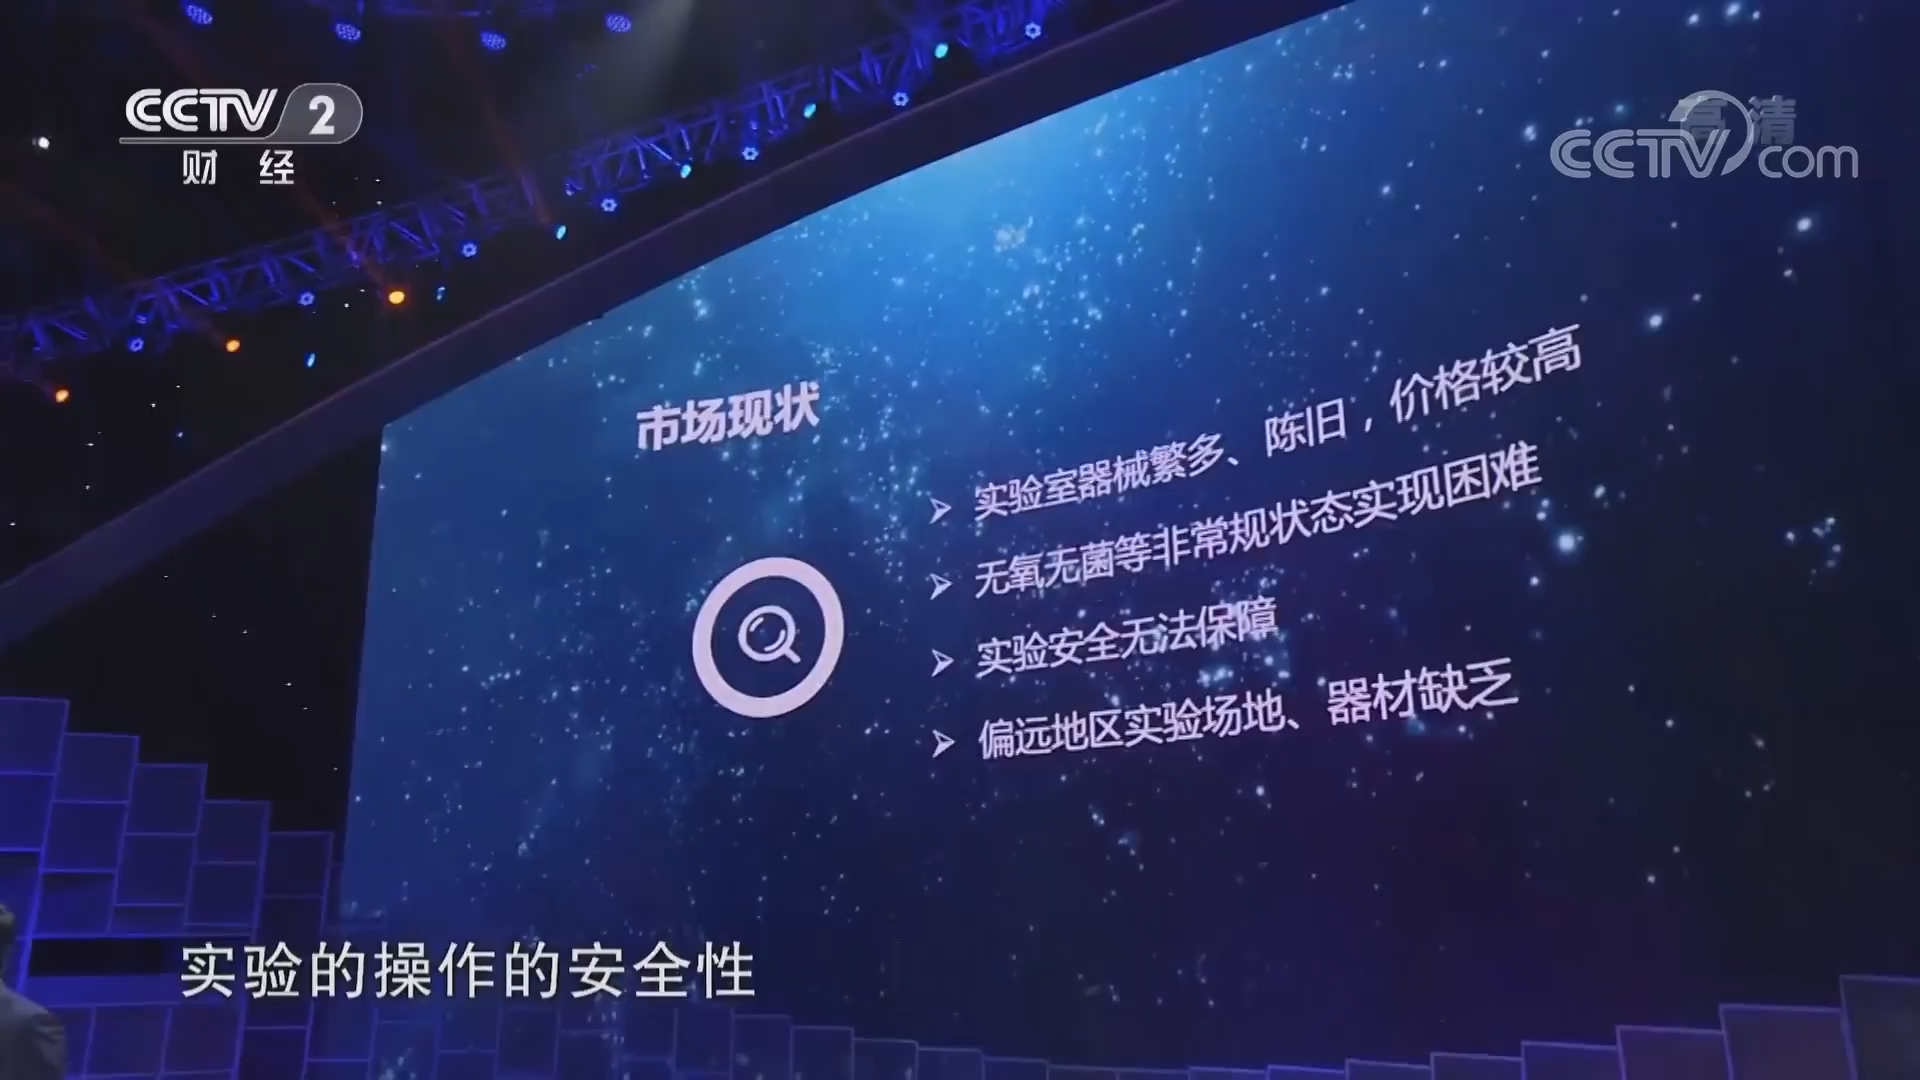 CCTV 2
财 经
高清
CCTV com
市场现状
实验室器械繁多、陈旧，价格较高
无氧无菌等非常规状态实现困难
实验安全无法保障
偏远地区实验场地、器材缺乏
实验的操作的安全性